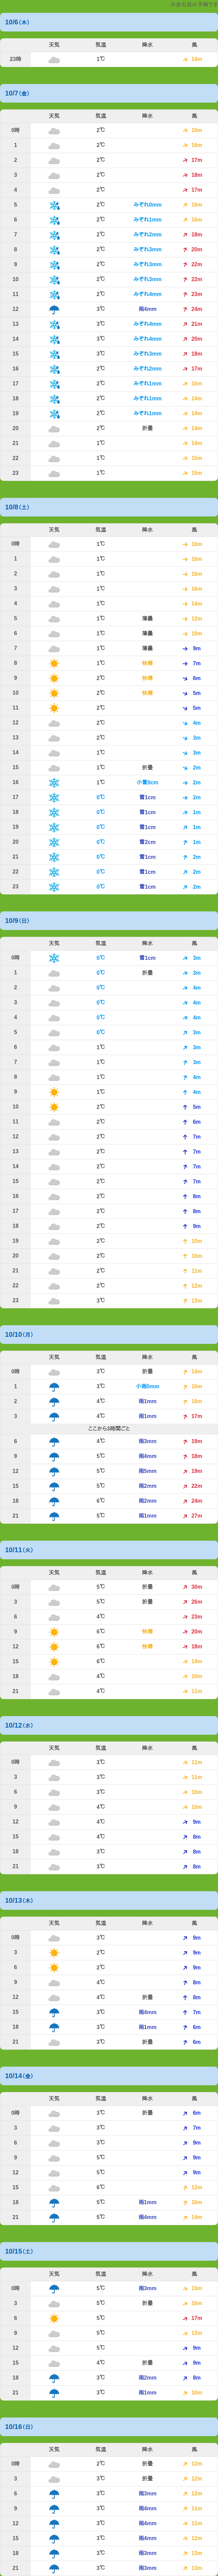 10/6(木)
天気 気温 降水 風
23時 1℃ 14m
10/7(金)
天気 気温 降水 風
0時 2℃ 15m
1 2℃ 16m
2 2℃ 17m
3 2℃ 18m
4 2℃ 17m
5 2℃ みぞれ0mm 16m
6 2℃ みぞれ1mm 16m
7 2℃ みぞれ2mm 18m
8 2℃ みぞれ3mm 20m
9 2℃ みぞれ3mm 22m
10 2℃ みぞれ3mm 22m
11 2℃ みぞれ4mm 23m
12 3℃ 雨4mm 24m
13 3℃ みぞれ4mm 21m
14 3℃ みぞれ4mm 20m
15 3℃ みぞれ3mm 18m
16 2℃ みぞれ2mm 17m
17 2℃ みぞれ1mm 15m
18 2℃ みぞれ1mm 14m
19 2℃ みぞれ1mm 14m
20 2℃ 折曇 14m
21 1℃ 14m
22 1℃ 15m
23 1℃ 15m
10/8(土)
天気 気温 降水 風
0時 1℃ 16m
1 1℃ 16m
2 1℃ 16m
3 1℃ 16m
4 1℃ 14m
5 1℃ 薄曇 12m
6 1℃ 薄曇 10m
7 1℃ 薄曇 9m
8 1℃ 快晴 7m
9 2℃ 快晴 6m
10 2℃ 快晴 5m
11 2℃ 5m
12 2℃ 4m
13 2℃ 3m
14 1℃ 3m
15 1℃ 折曇 2m
16 1℃ 小雪0cm 2m
17 0℃ 雪1cm 2m
18 0℃ 雪1cm 1m
19 0℃ 雪1cm 1m
20 0℃ 雪2cm 1m
21 0℃ 雪1cm 2m
22 0℃ 雪1cm 2m
23 0℃ 雪1cm 2m
10/9(日)
天気 気温 降水 風
0時 0℃ 雪1cm 3m
1 0℃ 折曇 3m
2 0℃ 4m
3 0℃ 4m
4 0℃ 4m
5 0℃ 3m
6 1℃ 3m
7 1℃ 3m
8 1℃ 4m
9 1℃ 4m
10 2℃ 5m
11 2℃ 6m
12 2℃ 7m
13 2℃ 7m
14 2℃ 7m
15 2℃ 7m
16 2℃ 8m
17 2℃ 8m
18 2℃ 9m
19 2℃ 10m
20 2℃ 10m
21 2℃ 11m
22 2℃ 12m
23 3℃ 13m
10/10(月)
天気 気温 降水 風
0時 3℃ 折曇 14m
1 3℃ 小雨0mm 15m
2 4℃ 雨1mm 16m
3 4℃ 雨1mm 17m
ここから3時間ごと
6 4℃ 雨3mm 19m
9 5℃ 雨4mm 18m
12 5℃ 雨5mm 19m
15 5℃ 雨2mm 22m
18 6℃ 雨2mm 24m
21 5℃ 雨1mm 27m
10/11(火)
天気 気温 降水 風
0時 5℃ 折曇 30m
3 5℃ 折曇 26m
6 4℃ 23m
9 6℃ 快晴 20m
12 6℃ 快晴 18m
15 6℃ 14m
18 4℃ 10m
21 4℃ 11m
10/12(水)
天気 気温 降水 風
0時 3℃ 11m
3 3℃ 11m
6 3℃ 10m
9 4℃ 10m
12 4℃ 9m
15 4℃ 8m
18 3℃ 8m
21 3℃ 8m
10/13(木)
天気 気温 降水 風
0時 3℃ 9m
3 2℃ 9m
6 2℃ 9m
9 4℃ 8m
12 4℃ 折曇 8m
15 3℃ 雨4mm 7m
18 3℃ 雨1mm 6m
21 3℃ 折曇 6m
10/14(金)
天気 気温 降水 風
0時 3℃ 折曇 6m
3 3℃ 7m
6 3℃ 9m
9 5℃ 9m
12 5℃ 9m
15 6℃ 12m
18 5℃ 雨1mm 16m
21 5℃ 雨4mm 14m
10/15(土)
天気 気温 降水 風
0時 5℃ 雨3mm 15m
3 5℃ 折曇 16m
6 5℃ 17m
9 5℃ 13m
12 5℃ 9m
15 4℃ 折曇 9m
18 3℃ 雨2mm 8m
21 3℃ 雨1mm 10m
10/16(日)
天気 気温 降水 風
0時 2℃ 折曇 12m
3 3℃ 折曇 12m
6 3℃ 雨3mm 12m
9 3℃ 雨4mm 11m
12 4℃ 雨4mm 12m
15 3℃ 雨4mm 12m
18 3℃ 雨3mm 13m
21 3℃ 雨3mm 13m